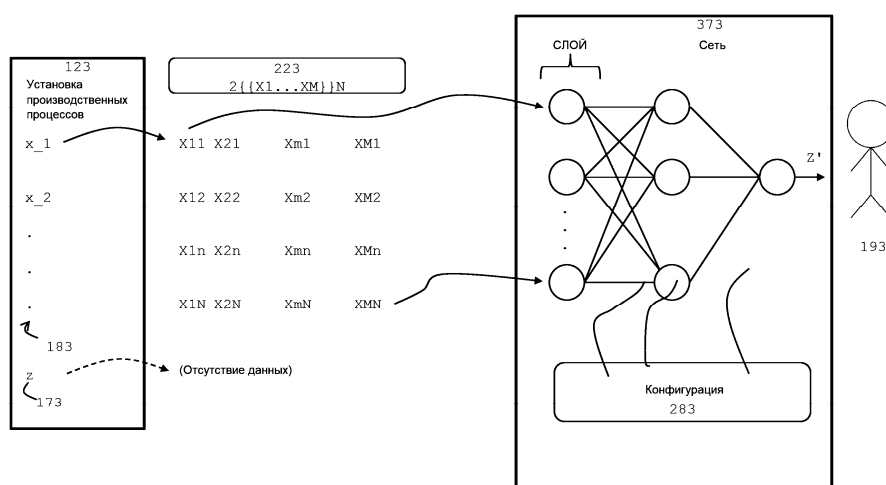 123
Установка
производственных
процессов
x_1
x_2
.
.
.
183
z
173
223
2{{X1...XM}}N
X11 X21 Xm1 XM1
X12 X22 Xm2 XM2
X1n X2n Xmn XMn
X1N X2N XmN XMN
(Отсутствие данных)
373
Сеть
СЛОЙ
.
.
.
Z'
193
Конфигурация
283